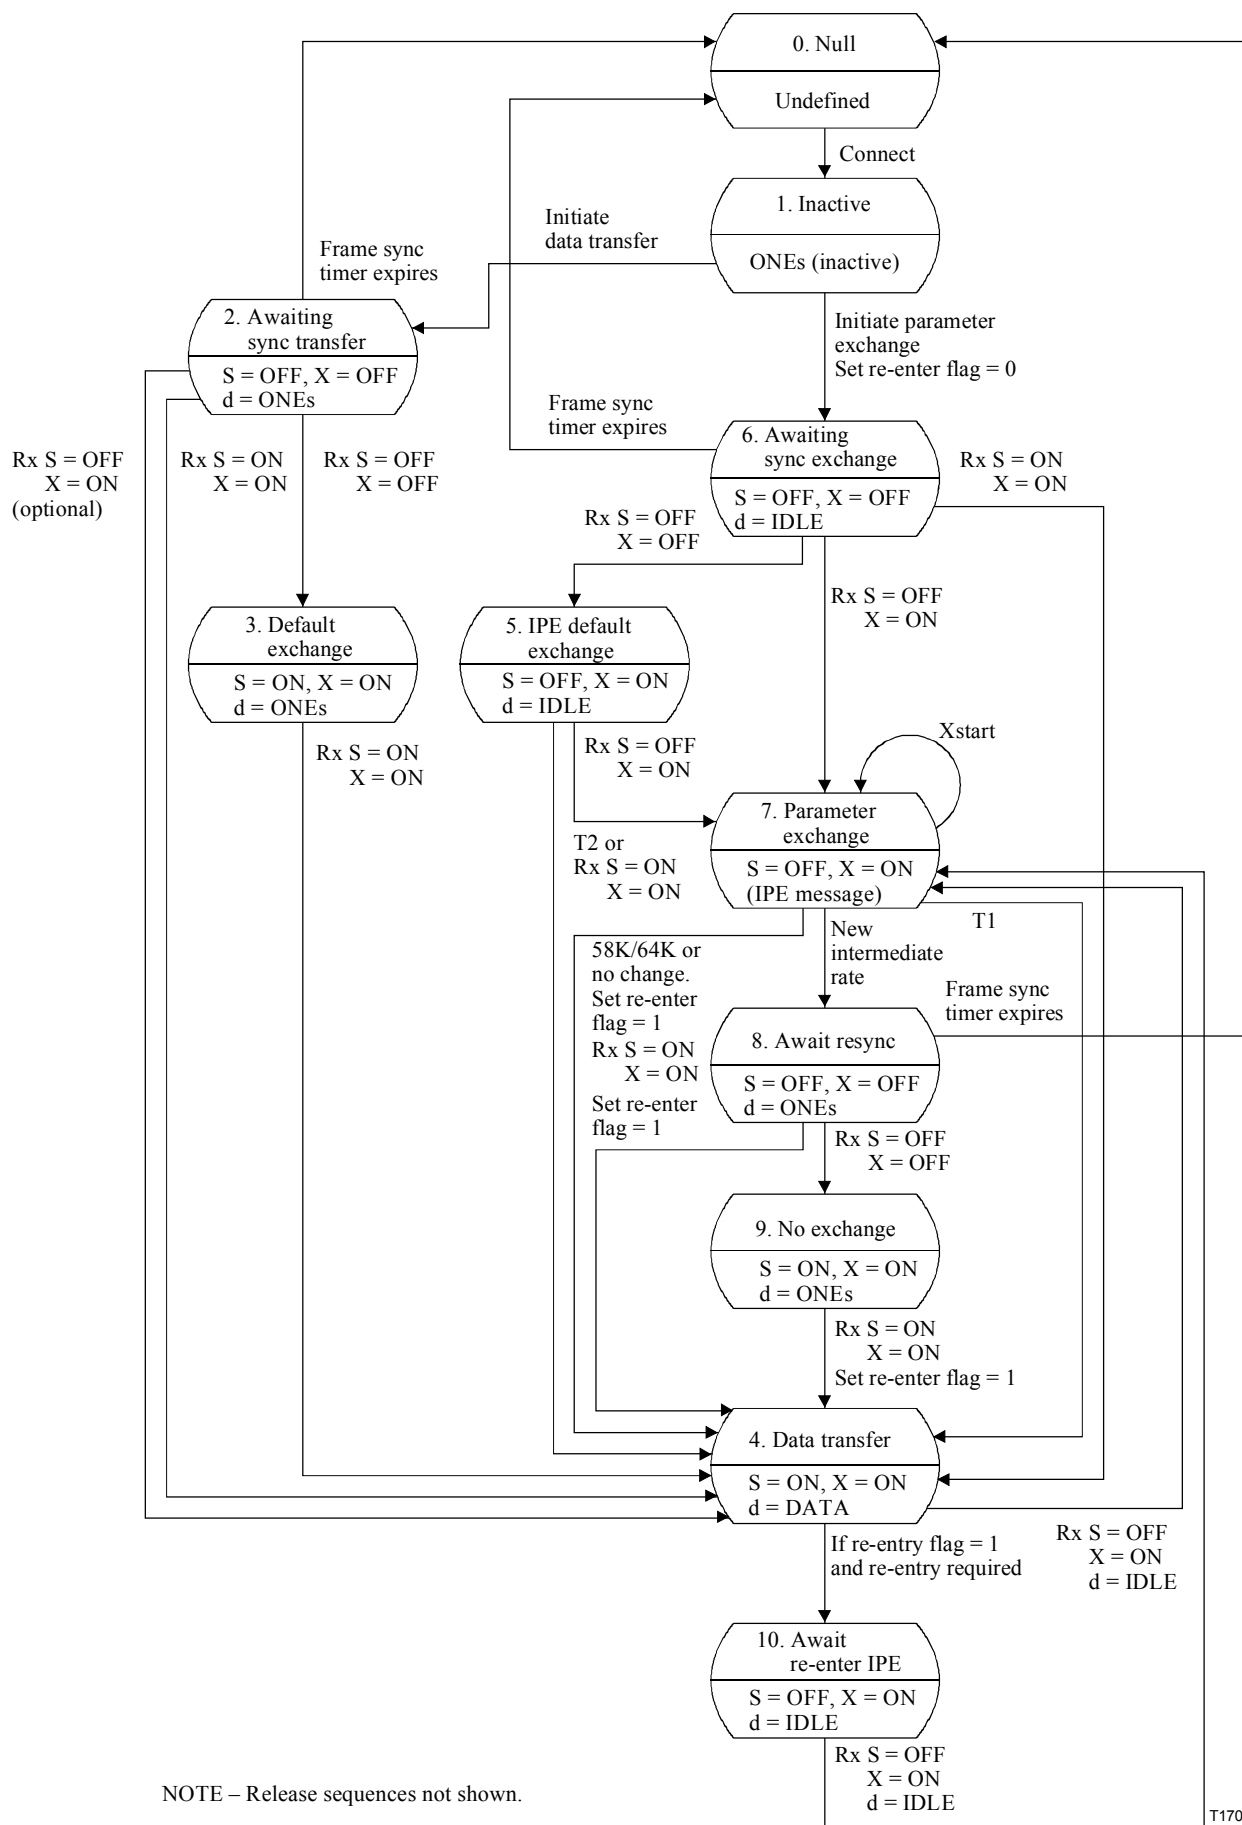 0. Null
Undefined
Connect
1. Inactive
ONEs (inactive)
Initiate
data transfer
Frame sync
timer expires
2. Awaiting
sync transfer
S = OFF, X = OFF
d = ONEs
Initiate parameter
exchange
Set re-enter flag = 0
Frame sync
timer expires
6. Awaiting
sync exchange
S = OFF, X = OFF
d = IDLE
Rx S = ON
X = ON
Rx S = OFF
X = ON
(optional)
Rx S = ON
X = ON
Rx S = OFF
X = OFF
Rx S = OFF
X = OFF
Rx S = OFF
X = ON
3. Default
exchange
S = ON, X = ON
d = ONEs
5. IPE default
exchange
S = OFF, X = ON
d = IDLE
Rx S = ON
X = ON
Rx S = OFF
X = ON
Xstart
7. Parameter
exchange
S = OFF, X = ON
(IPE message)
T2 or
Rx S = ON
X = ON
T1
New
intermediate
rate
58K/64K or
no change.
Set re-enter
flag = 1
Frame sync
timer expires
8. Await resync
S = OFF, X = OFF
d = ONEs
Rx S = ON
X = ON
Set re-enter
flag = 1
Rx S = OFF
X = OFF
9. No exchange
S = ON, X = ON
d = ONEs
Rx S = ON
X = ON
Set re-enter flag = 1
4. Data transfer
S = ON, X = ON
d = DATA
If re-entry flag = 1
and re-entry required
Rx S = OFF
X = ON
d = IDLE
10. Await
re-enter IPE
S = OFF, X = ON
d = IDLE
Rx S = OFF
X = ON
d = IDLE
NOTE – Release sequences not shown.
T170